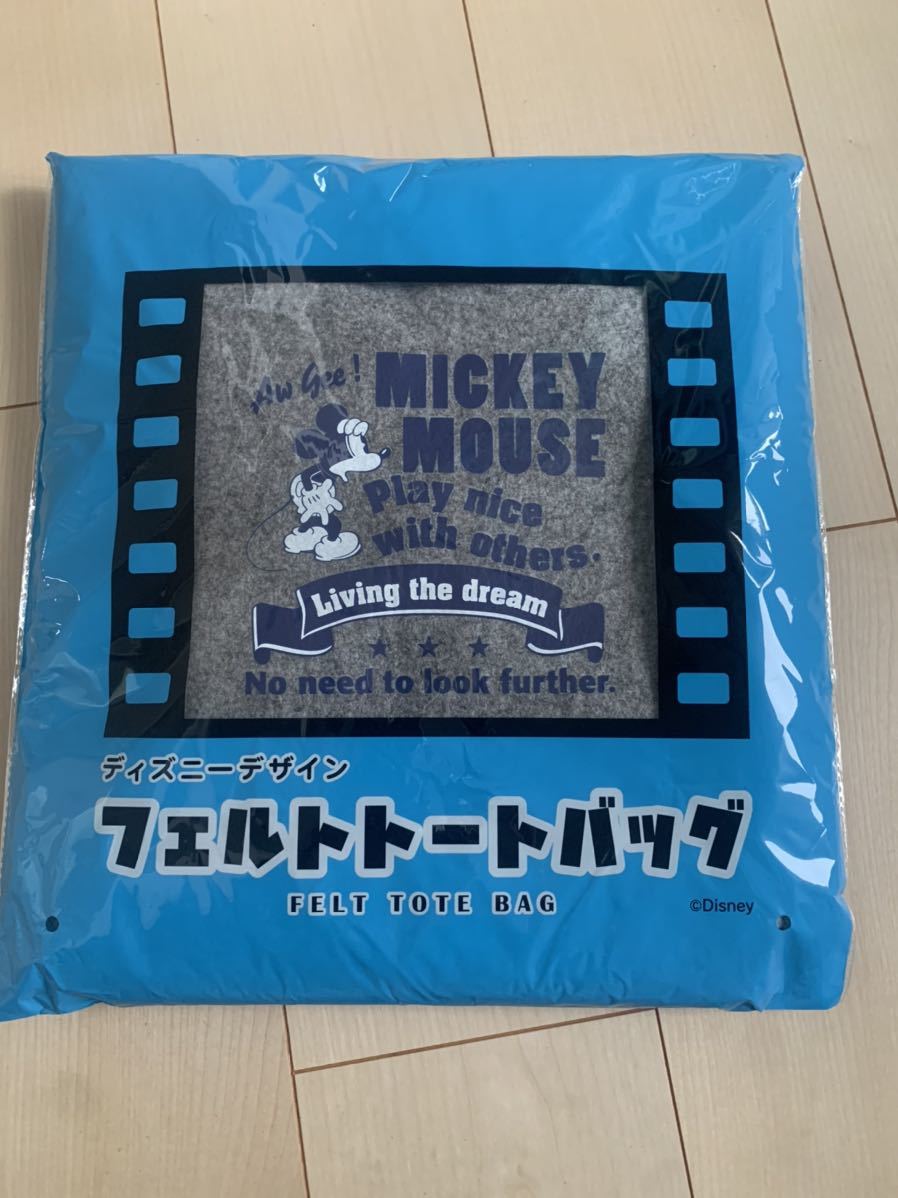 Aw Gee!
MICKEY
MOUSE
Play nice
with others.
Living the dream
No need to look further.
ディズニーデザイン
フェルトトートバッグ
FELT TOTE BAG
©Disney